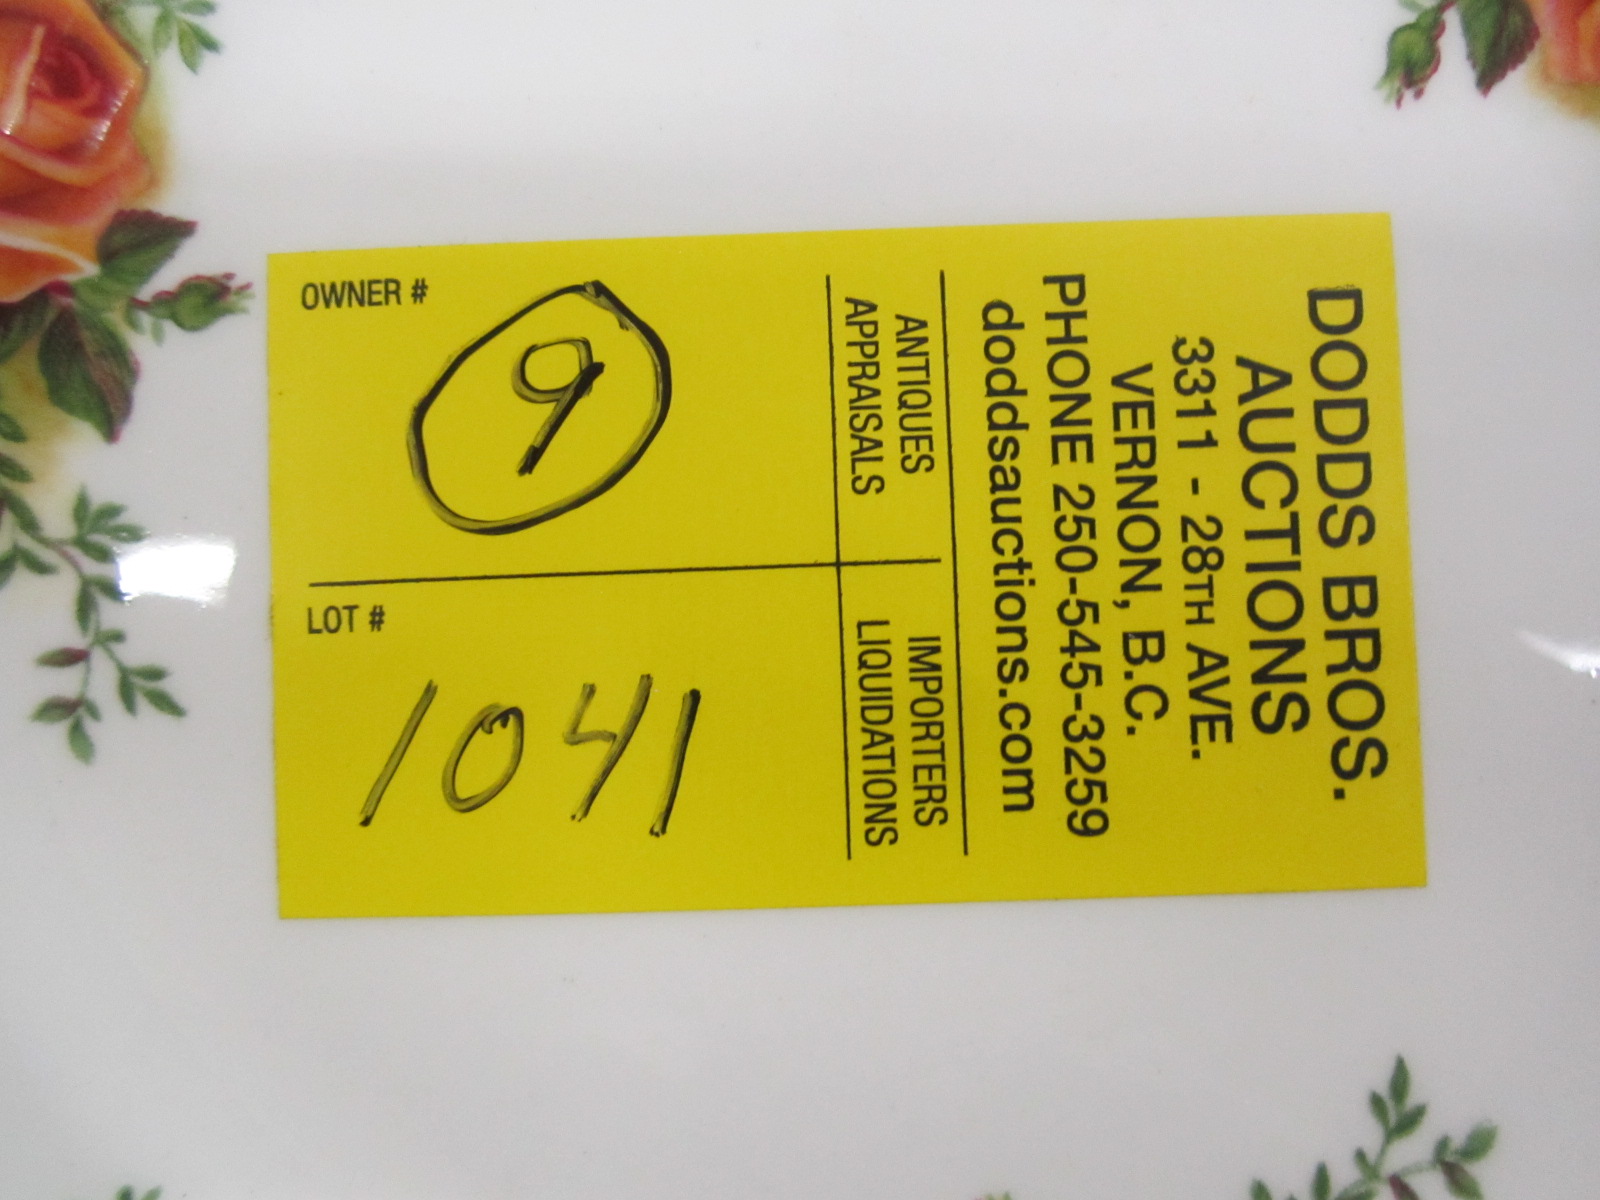 DODDS BROS.
AUCTIONS
3311 - 28TH AVE.
VERNON, B.C.
PHONE 250-545-3259
doddsauctions.com
ANTIQUES
APPRAISALS
IMPORTERS
LIQUIDATIONS
OWNER #
9
LOT #
1041